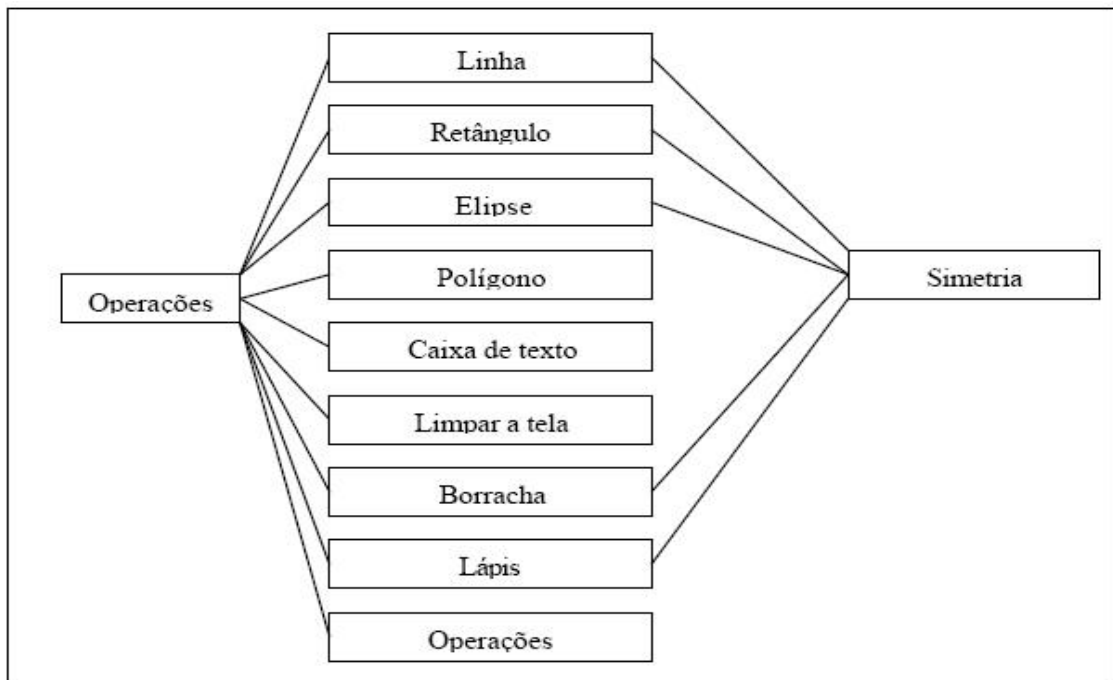 Linha
Retângulo
Elipse
Polígono
Operações
Simetria
Caixa de texto
Limpar a tela
Borracha
Lápis
Operações